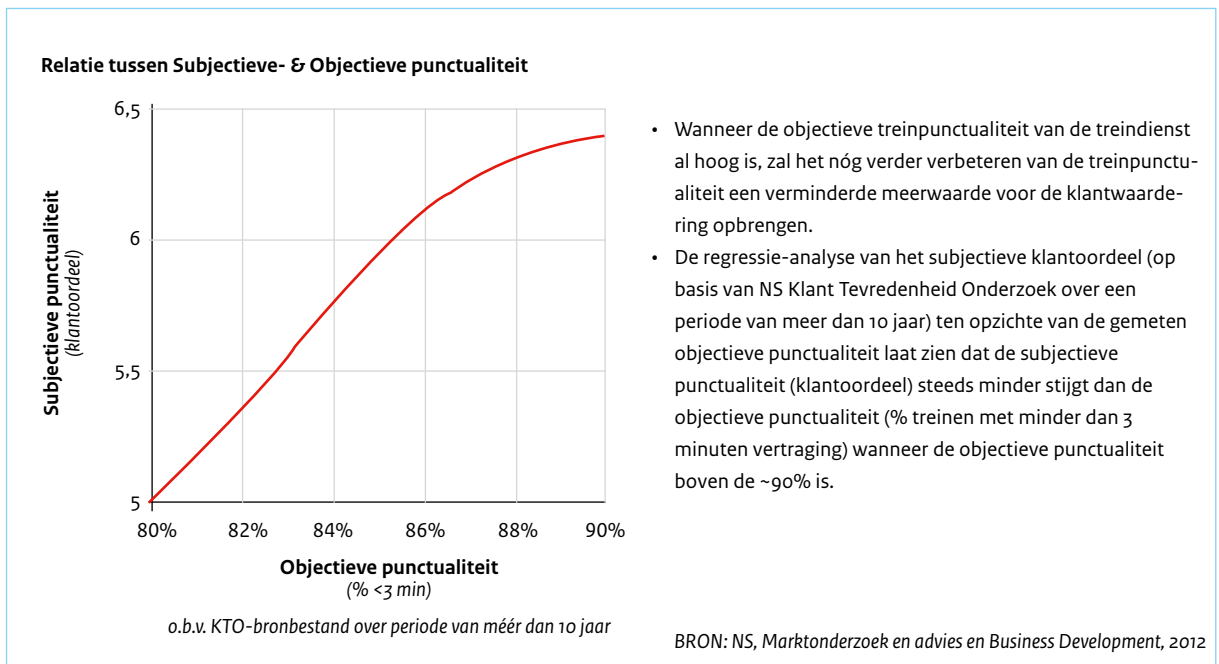 Relatie tussen Subjectieve- & Objectieve punctualiteit
6,5
6
5,5
5
Subjectieve punctualiteit
(klantoordeel)
80%
82%
84%
86%
88%
90%
Objectieve punctualiteit
(% <3 min)
o.b.v. KTO-bronbestand over periode van méér dan 10 jaar
• Wanneer de objectieve treinpunctualiteit van de treindienst
al hoog is, zal het nóg verder verbeteren van de treinpunctu-
aliteit een verminderde meerwaarde voor de klantwaarde-
ring opbrengen.
• De regressie-analyse van het subjectieve klantoordeel (op
basis van NS Klant Tevredenheid Onderzoek over een
periode van meer dan 10 jaar) ten opzichte van de gemeten
objectieve punctualiteit laat zien dat de subjectieve
punctualiteit (klantoordeel) steeds minder stijgt dan de
objectieve punctualiteit (% treinen met minder dan 3
minuten vertraging) wanneer de objectieve punctualiteit
boven de ~90% is.
BRON: NS, Marktonderzoek en advies en Business Development, 2012